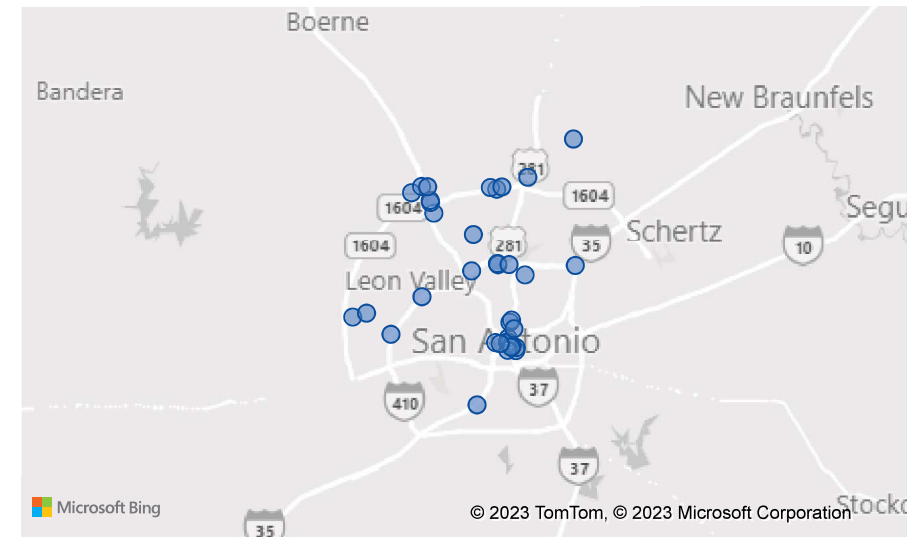 Boerne
Bandera
New Braunfels
281
1604
1604
Segu
Schertz
1604
281
35
10
Leon Valley
San Antonio
37
410
37
Microsoft Bing
© 2023 TomTom, © 2023 Microsoft Corporation
Stockd
35